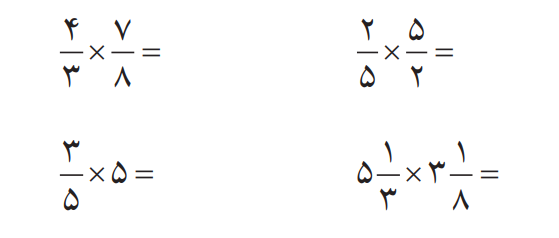 ۴/۳ × ۷/۸ =
۲/۵ × ۵/۲ =
۳/۵ × ۵ =
۵ ۱/۳ × ۳ ۱/۸ =